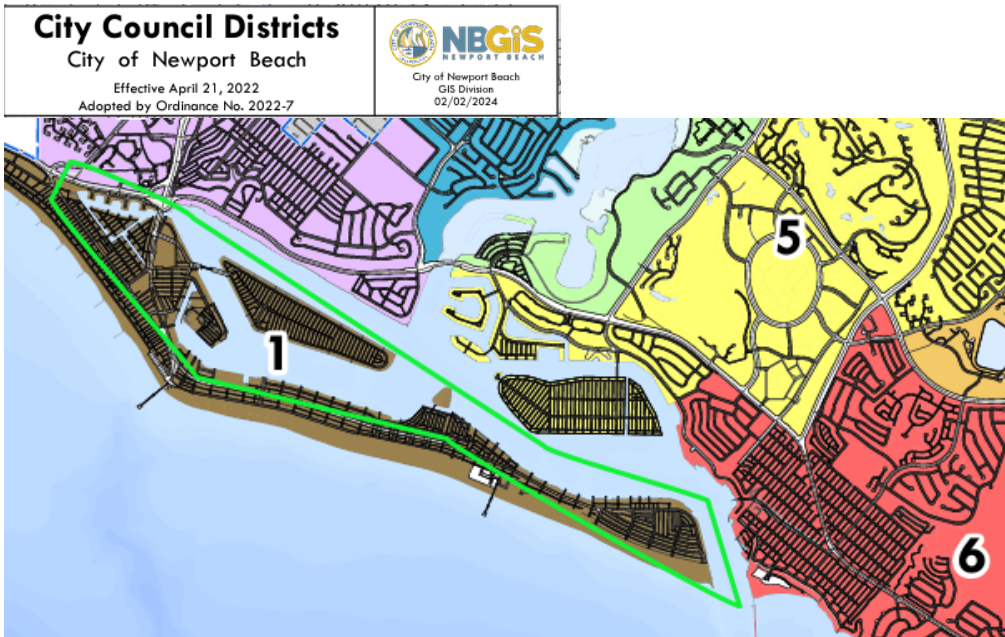 City Council Districts
City of Newport Beach
Effective April 21, 2022
Adopted by Ordinance No. 2022-7
NBGIS
NEWPORT BEACH
City of Newport Beach
GIS Division
02/02/2024
5
1
6